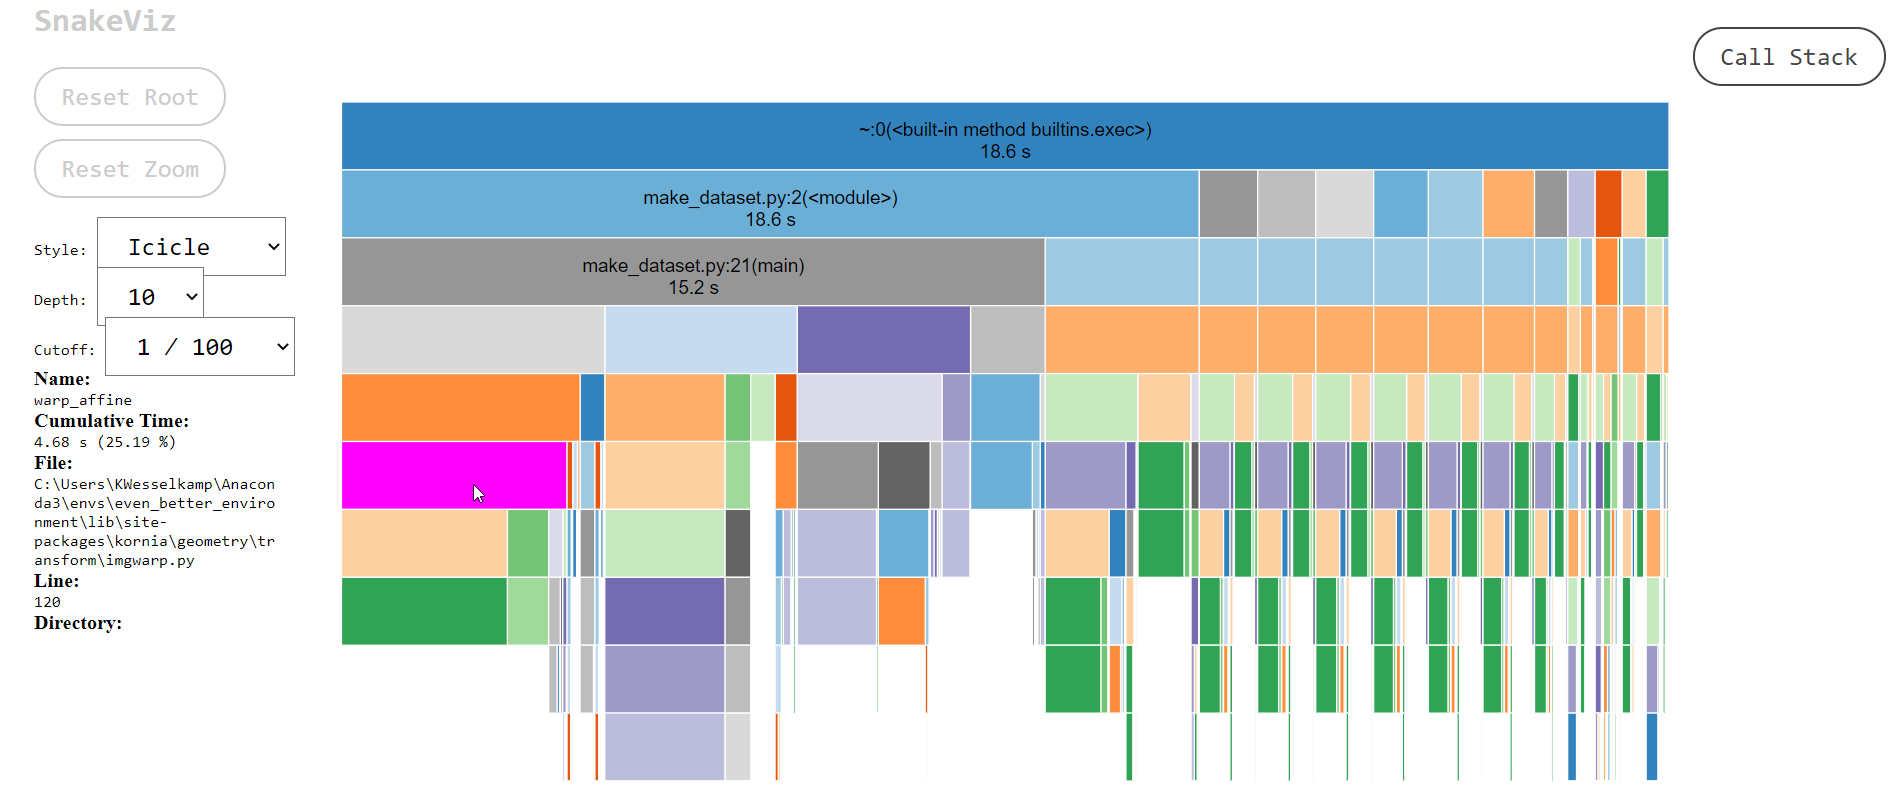 SnakeViz
Reset Root
Reset Zoom
Call Stack
Style: Icicle
Depth: 10
Cutoff: 1 / 100
Name:
warp_affine
Cumulative Time:
4.68 s (25.19 %)
File:
C:\Users\KWesselkamp\Anacon
da3\envs\even_better_enviro
nment\lib\site-
packages\kornia\geometry\tr
ansform\imgwarp.py
Line:
120
Directory:
~:0(<built-in method builtins.exec>)
18.6 s
make_dataset.py:2(<module>)
18.6 s
make_dataset.py:21(main)
15.2 s